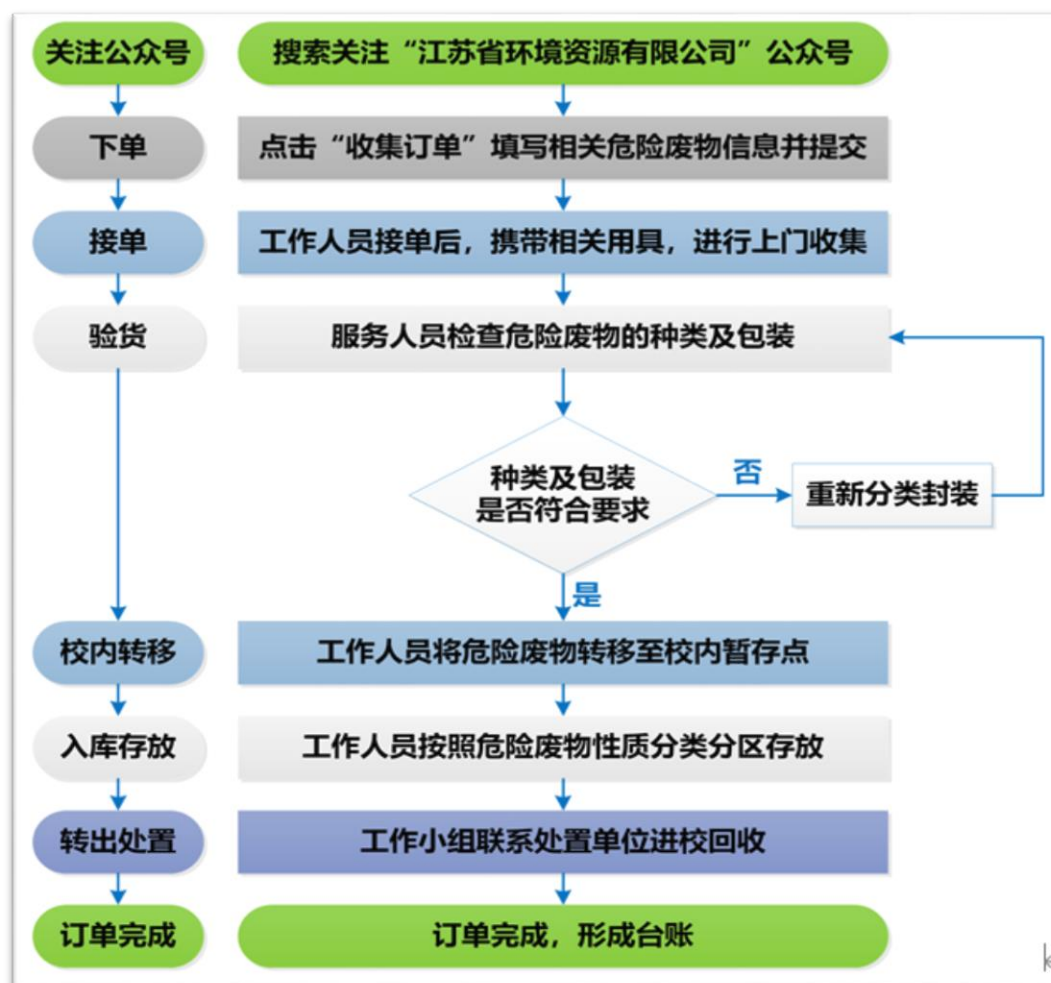 关注公众号
搜索关注“江苏省环境资源有限公司”公众号
下单
点击“收集订单”填写相关危险废物信息并提交
接单
工作人员接单后，携带相关用具，进行上门收集
验货
服务人员检查危险废物的种类及包装
种类及包装
是否符合要求
否
重新分类封装
是
校内转移
工作人员将危险废物转移至校内暂存点
入库存放
工作人员按照危险废物性质分类分区存放
转出处置
工作小组联系处置单位进校回收
订单完成
订单完成，形成台账